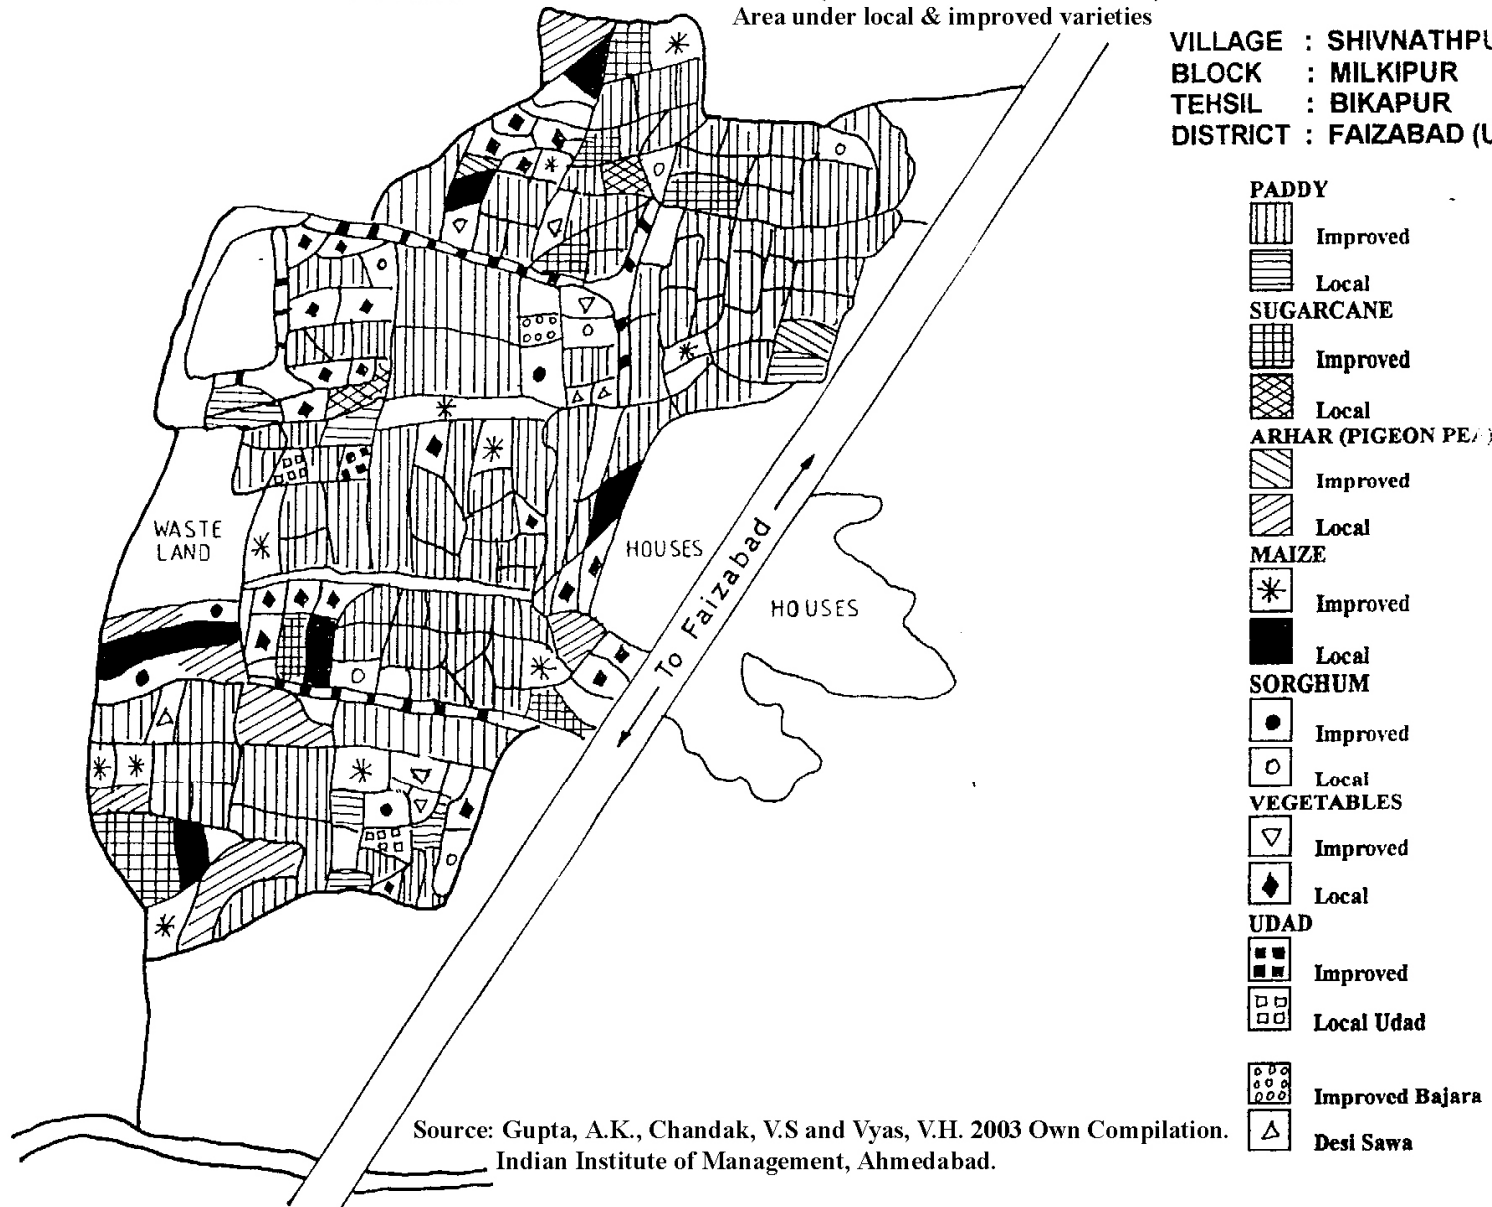 Area under local & improved varieties
VILLAGE : SHIVNATHPU
BLOCK : MILKIPUR
TEHSIL : BIKAPUR
DISTRICT : FAIZABAD (U
PADDY
Improved
Local
SUGARCANE
Improved
Local
ARHAR (PIGEON PEA)
Improved
Local
MAIZE
Improved
Local
SORGHUM
Improved
Local
VEGETABLES
Improved
Local
UDAD
Improved
Local Udad
Improved Bajara
Desi Sawa
WASTE
LAND
HOUSES
To Faizabad
HOUSES
Source: Gupta, A.K., Chandak, V.S and Vyas, V.H. 2003 Own Compilation.
Indian Institute of Management, Ahmedabad.